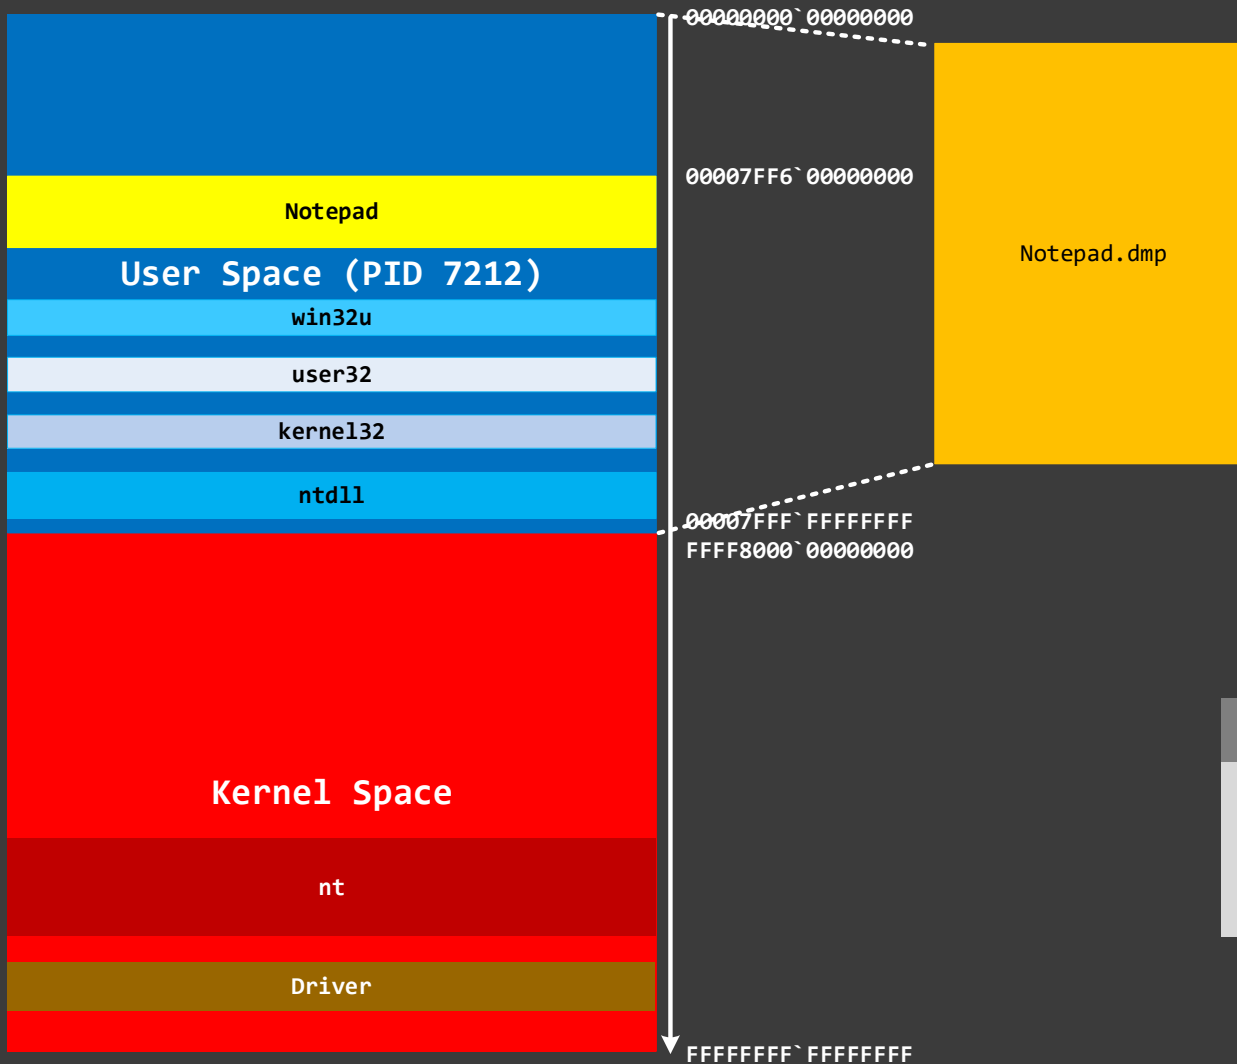 00000000`00000000
00007FF6`00000000
Notepad
Notepad.dmp
User Space (PID 7212)
win32u
user32
kernel32
ntdll
00007FFF`FFFFFFFF
FFFF8000`00000000
Kernel Space
nt
Driver
FFFFFFFF`FFFFFFFF